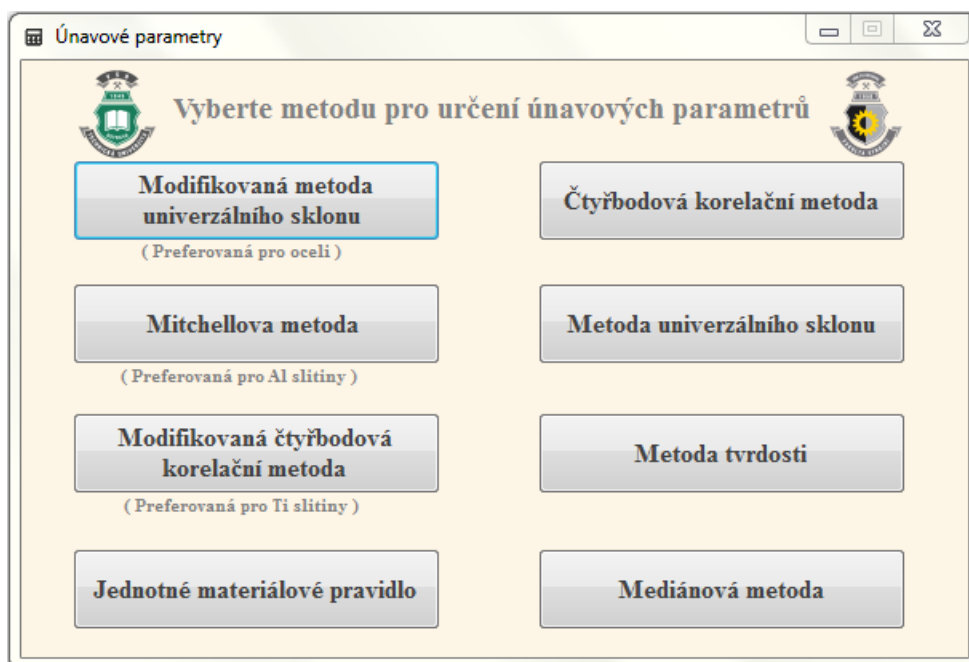 Únavové parametry
Vyberte metodu pro určení únavových parametrů
Modifikovaná metoda
univerzálního sklonu
( Preferovaná pro oceli )
Čtyřbodová korelační metoda
Mitchellova metoda
( Preferovaná pro Al slitiny )
Metoda univerzálního sklonu
Modifikovaná čtyřbodová
korelační metoda
( Preferovaná pro Ti slitiny )
Metoda tvrdosti
Jednotné materiálové pravidlo
Mediánová metoda